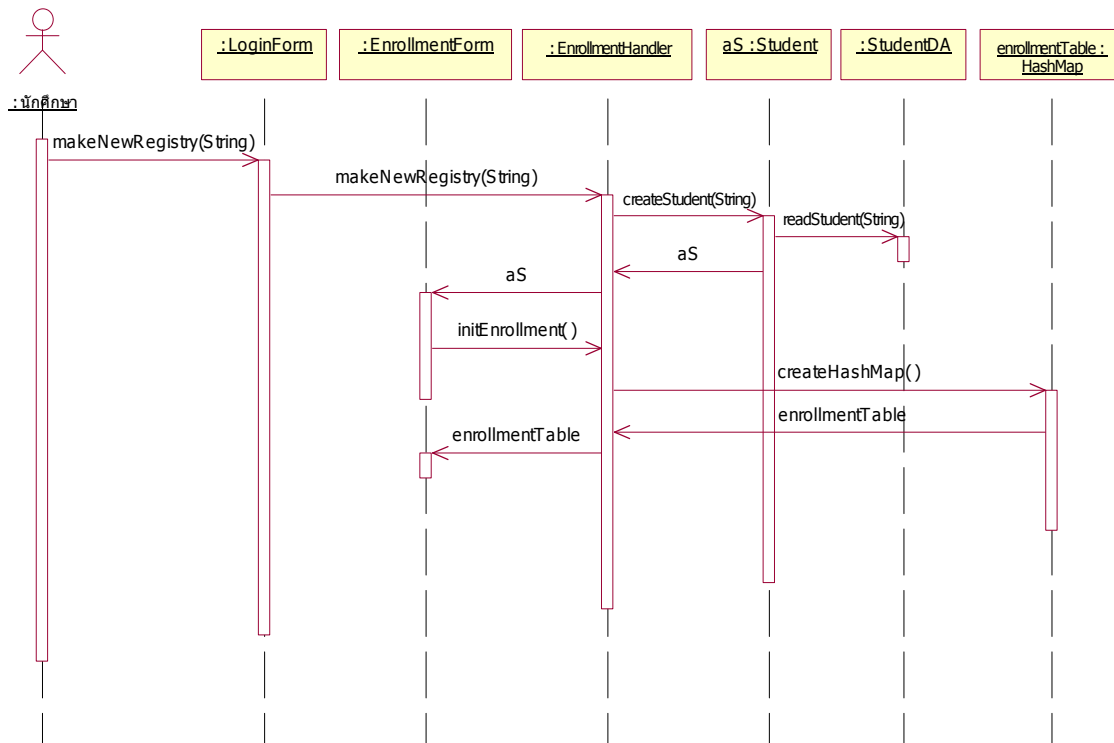 : LoginForm
: EnrollmentForm
: EnrollmentHandler
aS : Student
: StudentDA
enrollmentTable :
HashMap
: นักศึกษา
makeNewRegistry(String)
makeNewRegistry(String)
createStudent(String)
readStudent(String)
aS
aS
initEnrollment( )
createHashMap( )
enrollmentTable
enrollmentTable